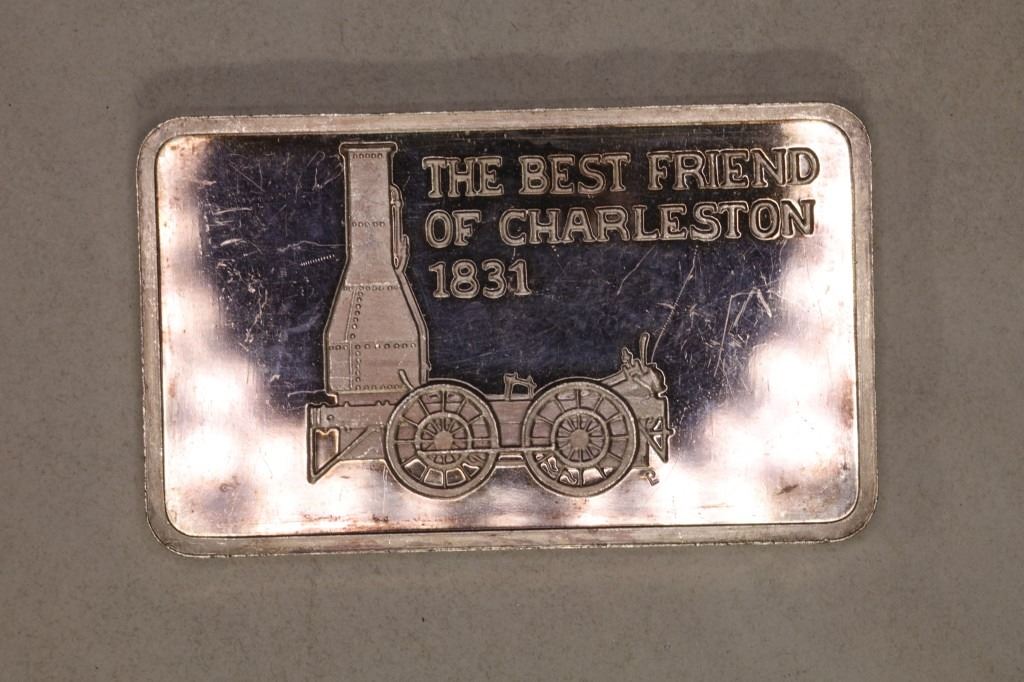 THE BEST FRIEND
OF CHARLESTON
1831